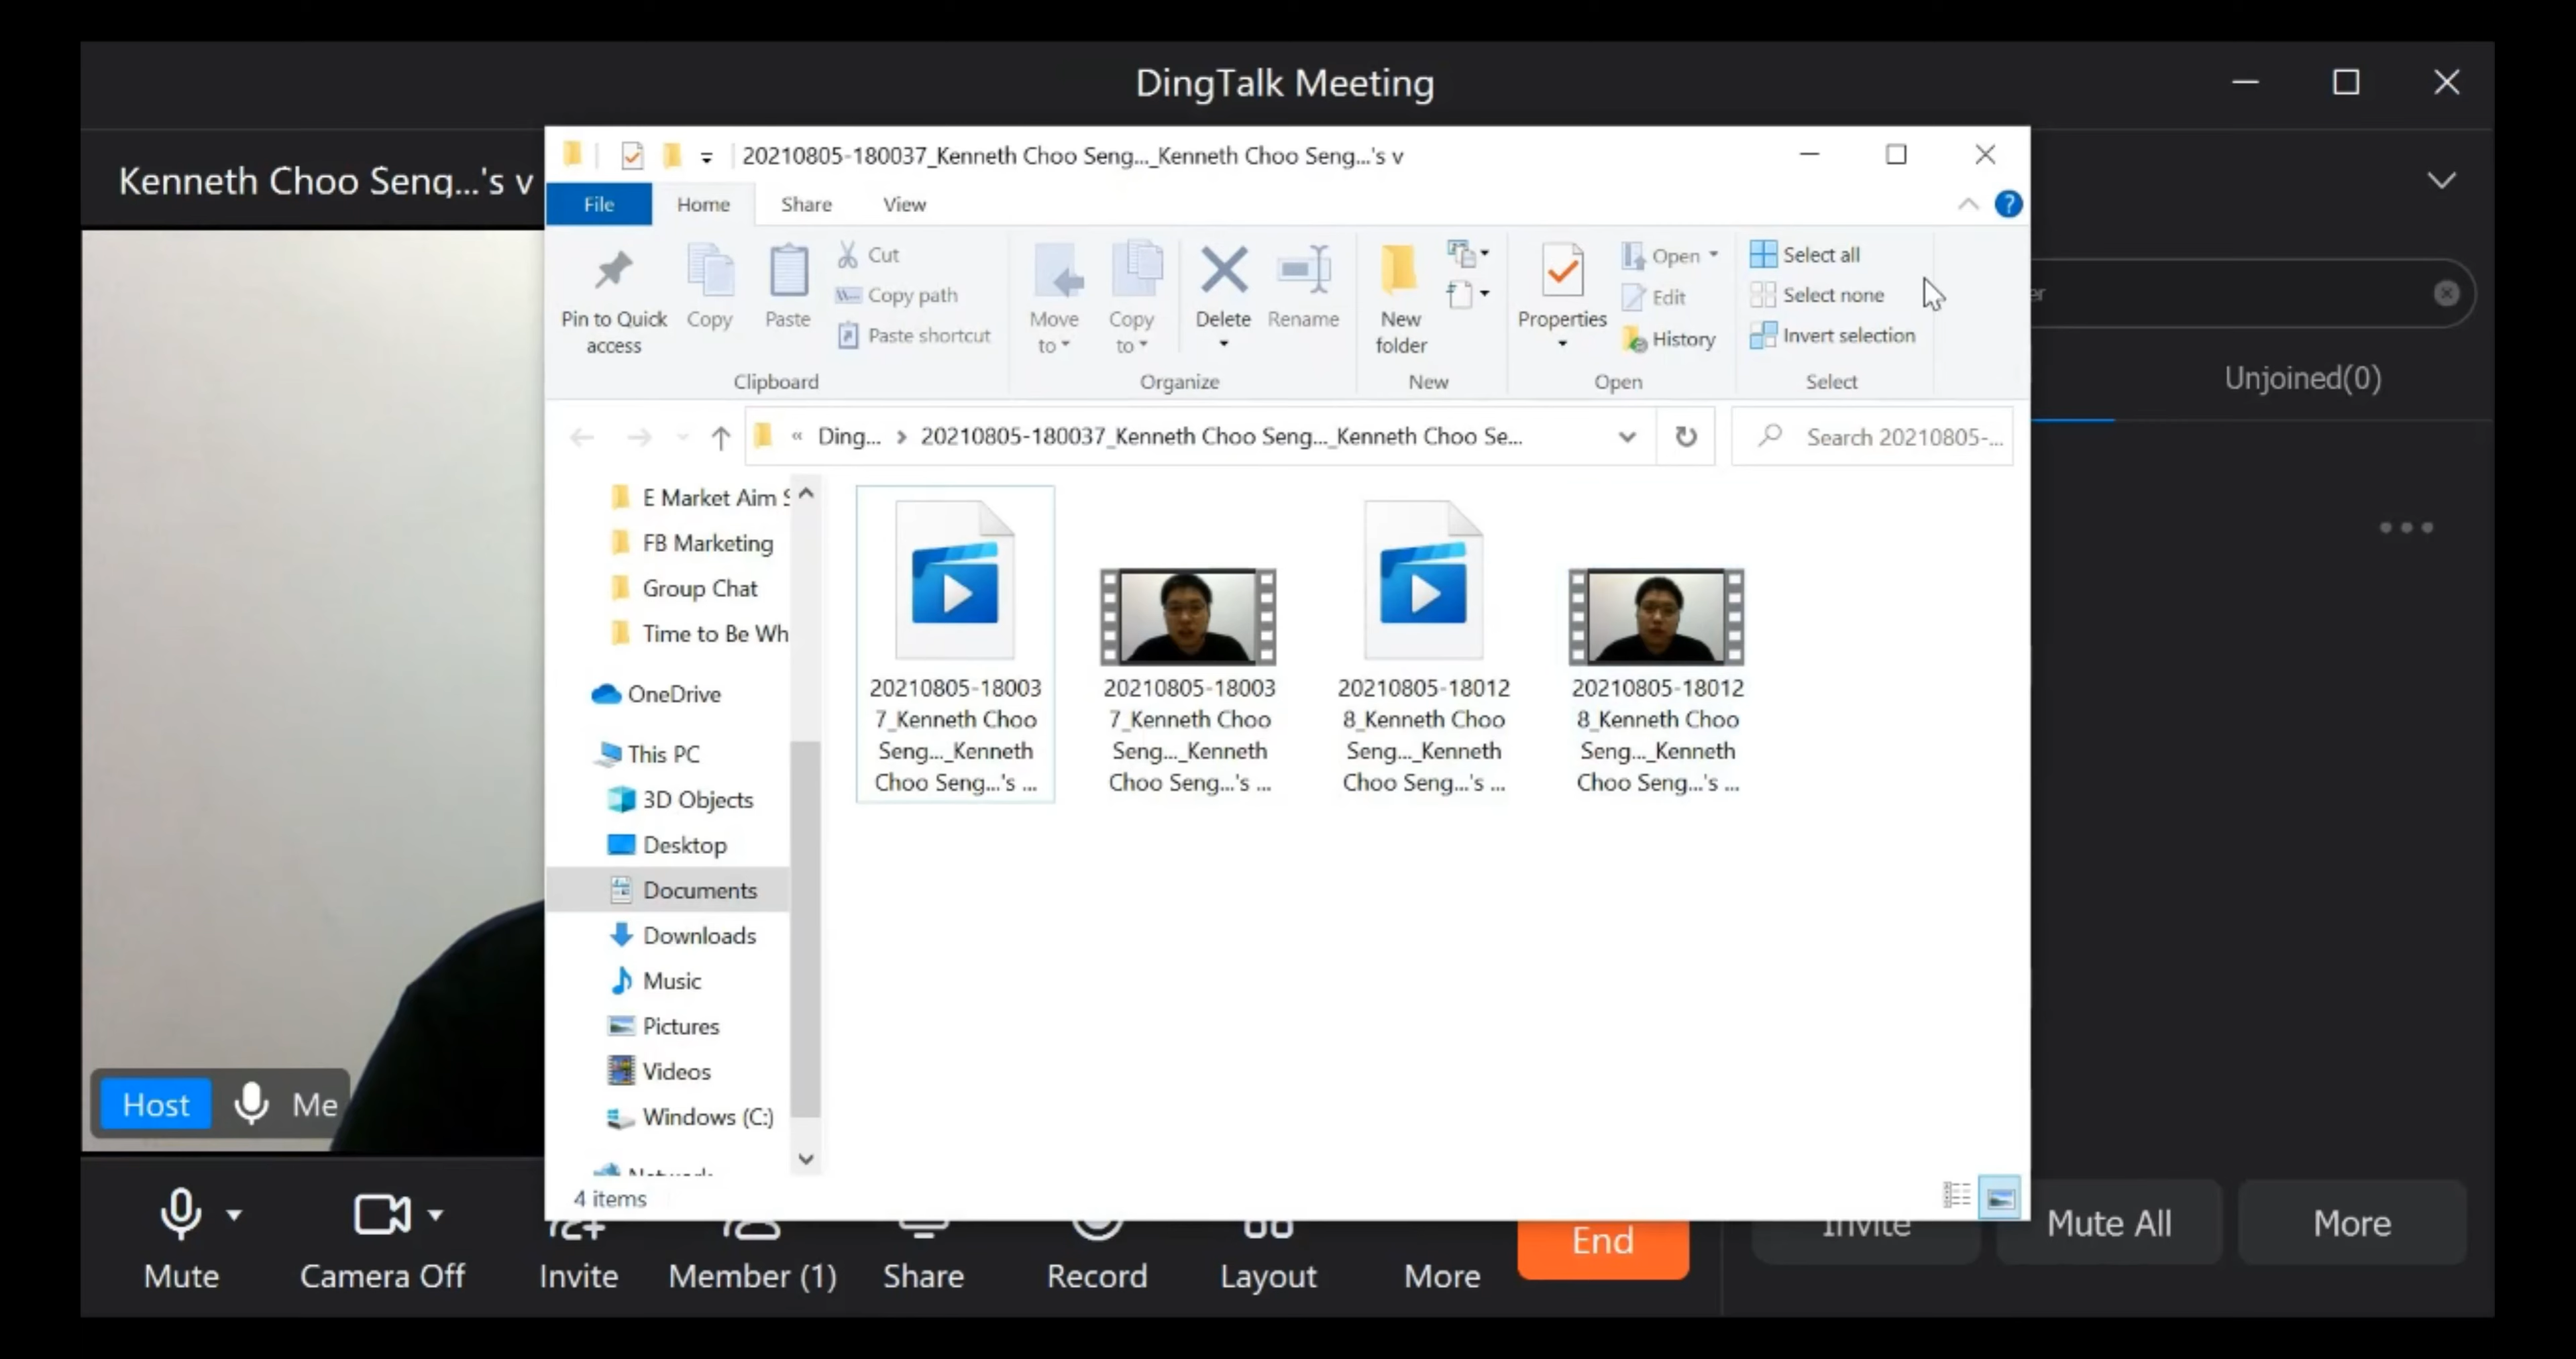 DingTalk Meeting
Kenneth Choo Seng...'s v
20210805-180037_Kenneth Choo Seng..._Kenneth Choo Seng...'s v
File Home Share View
Pin to Quick access
Copy
Paste
Cut
Copy path
Paste shortcut
Clipboard
Move to
Copy to
Delete
Rename
Organize
New folder
New
Properties
Open
Edit
History
Open
Select all
Select none
Invert selection
Select
Unjoined(0)
« Ding... > 20210805-180037_Kenneth Choo Seng..._Kenneth Choo Se...
Search 20210805-...
E Market Aim S
FB Marketing
Group Chat
Time to Be Wh
OneDrive
This PC
3D Objects
Desktop
Documents
Downloads
Music
Pictures
Videos
Windows (C:)
20210805-18003
7_Kenneth Choo
Seng..._Kenneth
Choo Seng...'s ...
20210805-18003
7_Kenneth Choo
Seng..._Kenneth
Choo Seng...'s ...
20210805-18012
8_Kenneth Choo
Seng..._Kenneth
Choo Seng...'s ...
20210805-18012
8_Kenneth Choo
Seng..._Kenneth
Choo Seng...'s ...
4 items
Host Me
Mute
Camera Off
Invite
Member (1)
Share
Record
Layout
More
End
Invite
Mute All
More